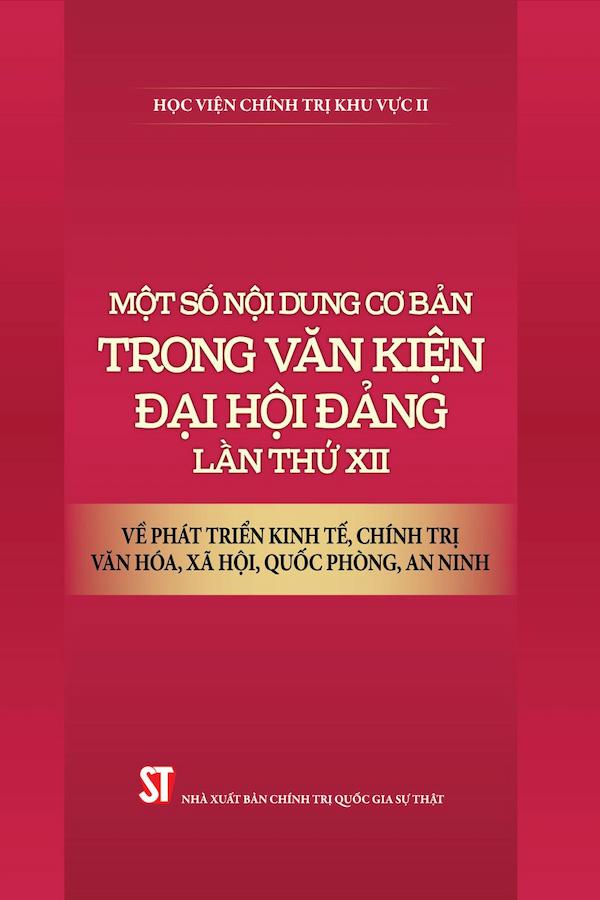 HỌC VIỆN CHÍNH TRỊ KHU VỰC II
MỘT SỐ NỘI DUNG CƠ BẢN
TRONG VĂN KIỆN
ĐẠI HỘI ĐẢNG
LẦN THỨ XII
VỀ PHÁT TRIỂN KINH TẾ, CHÍNH TRỊ
VĂN HÓA, XÃ HỘI, QUỐC PHÒNG, AN NINH
ST NHÀ XUẤT BẢN CHÍNH TRỊ QUỐC GIA SỰ THẬT